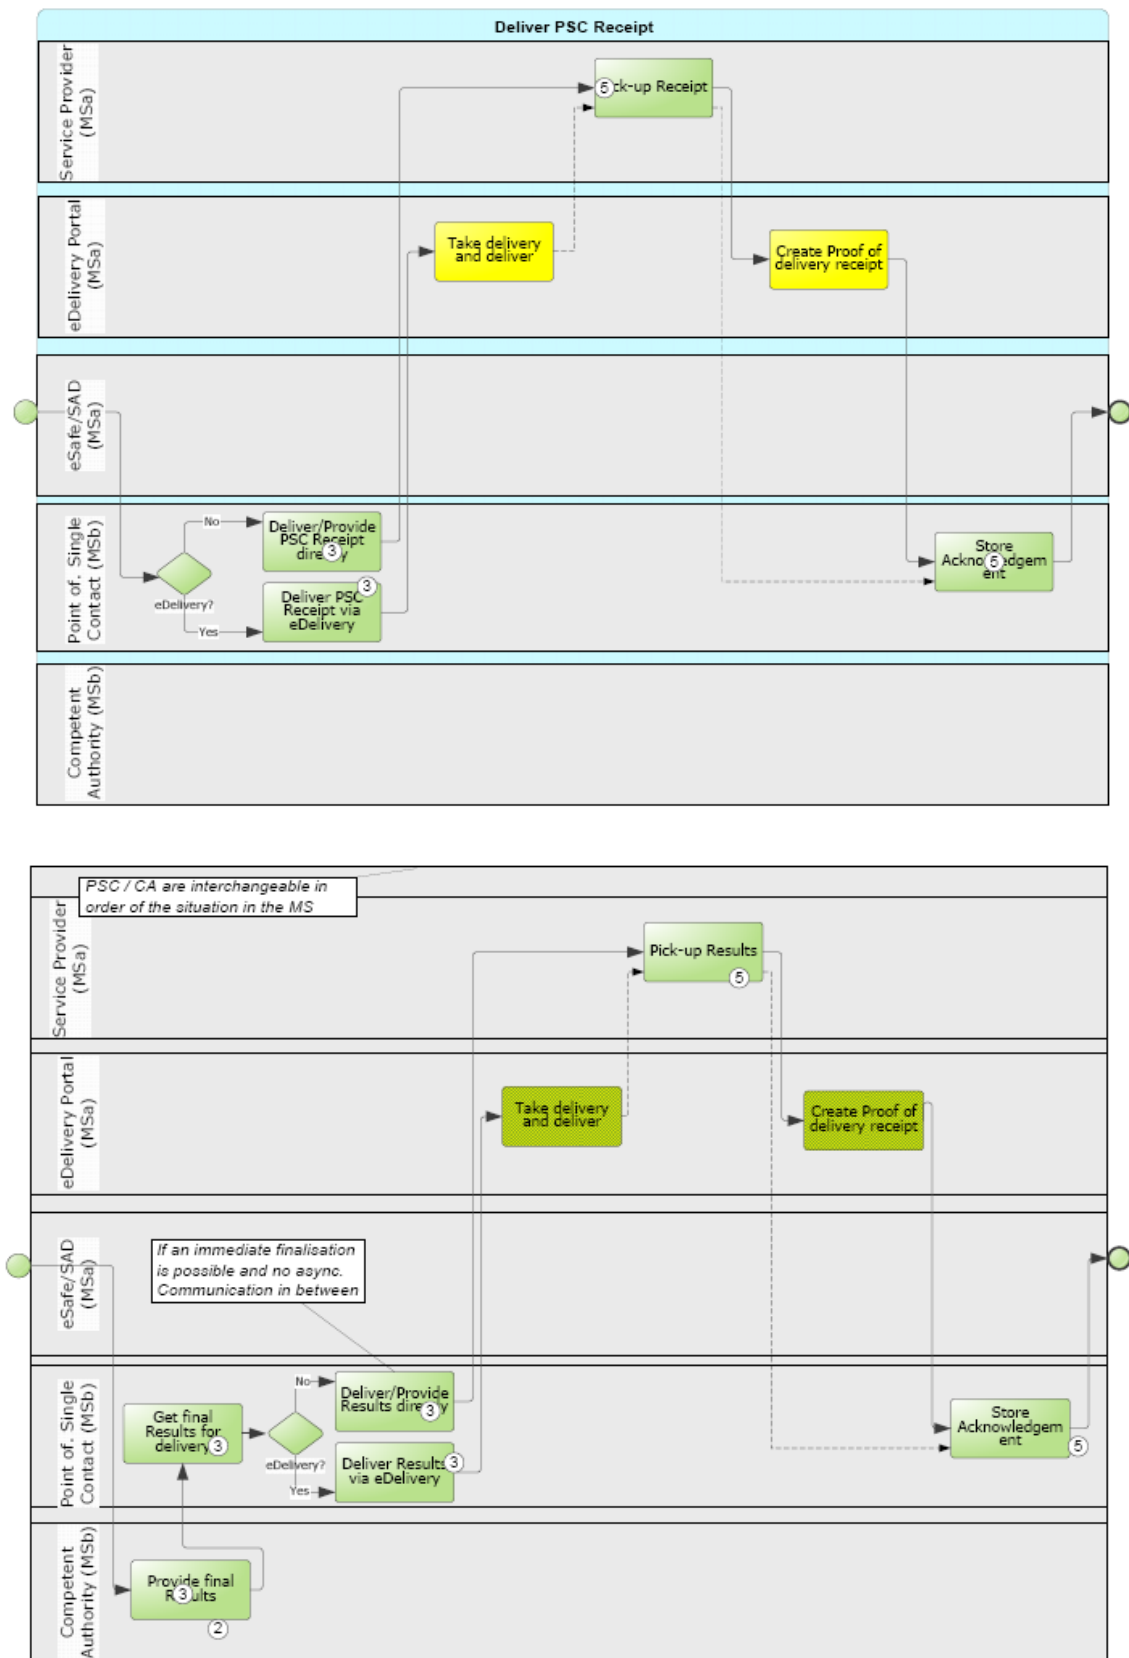 Deliver PSC Receipt
Service Provider
(MSa)
5
ck-up Receipt
eDelivery Portal
(MSa)
Take delivery
and deliver
Create Proof of
delivery receipt
eSafe/SAD
(MSa)
Point of. Single
Contact (MSb)
No
eDelivery?
Yes
Deliver/Provide
PSC Receipt
directly
3
3
Deliver PSC
Receipt via
eDelivery
Store
Acknowledgem
ent
5
Competent
Authority (MSb)
PSC / CA are interchangeable in
order of the situation in the MS
Service Provider
(MSa)
Pick-up Results
5
eDelivery Portal
(MSa)
Take delivery
and deliver
Create Proof of
delivery receipt
eSafe/SAD
(MSa)
If an immediate finalisation
is possible and no async.
Communication in between
Point of. Single
Contact (MSb)
Get final
Results for
delivery
3
No
eDelivery?
Yes
Deliver/Provide
Results directly
3
Deliver Results
via eDelivery
3
Store
Acknowledgem
ent
5
Competent
Authority (MSb)
Provide final
Results
3
2